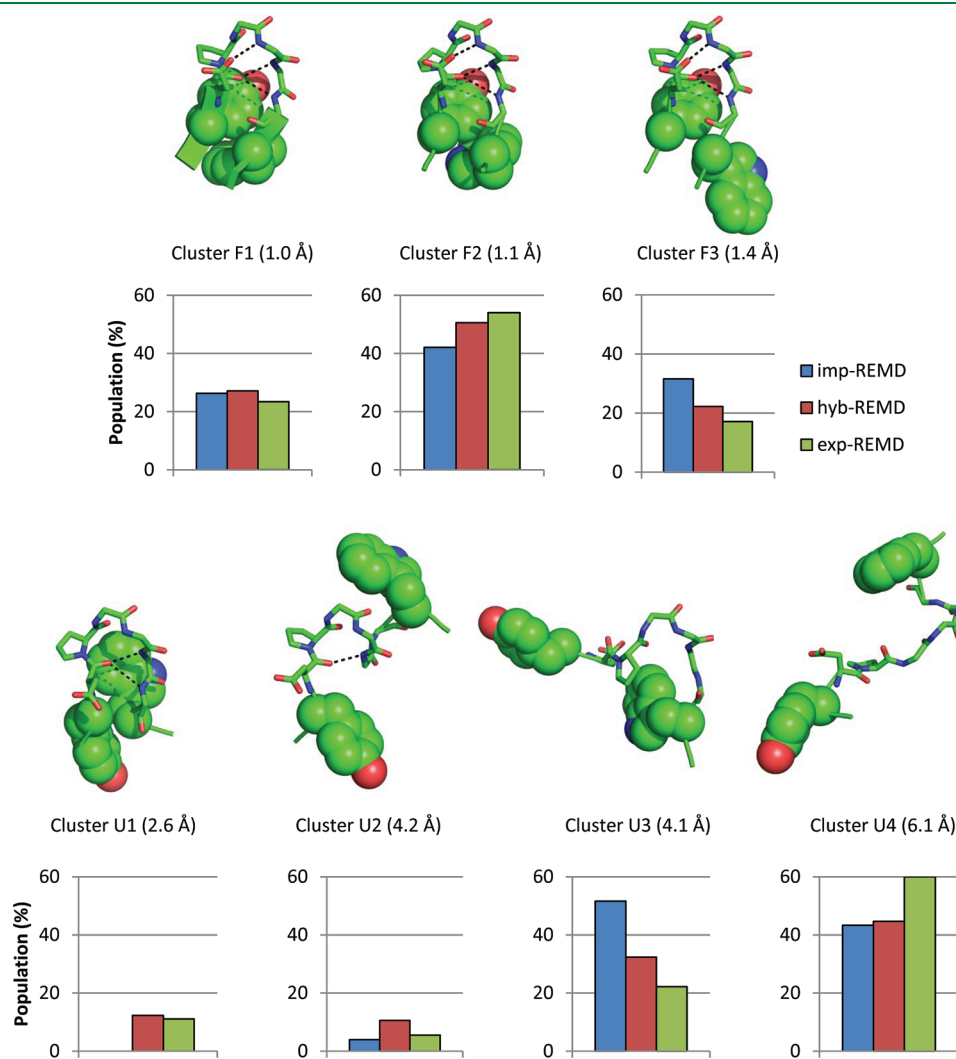 Cluster F1 (1.0 Å)
Cluster F2 (1.1 Å)
Cluster F3 (1.4 Å)
Population (%)
60
40
20
0
60
40
20
0
60
40
20
0
imp-REMD
hyb-REMD
exp-REMD
Cluster U1 (2.6 Å)
Cluster U2 (4.2 Å)
Cluster U3 (4.1 Å)
Cluster U4 (6.1 Å)
Population (%)
60
40
20
0
60
40
20
0
60
40
20
0
60
40
20
0